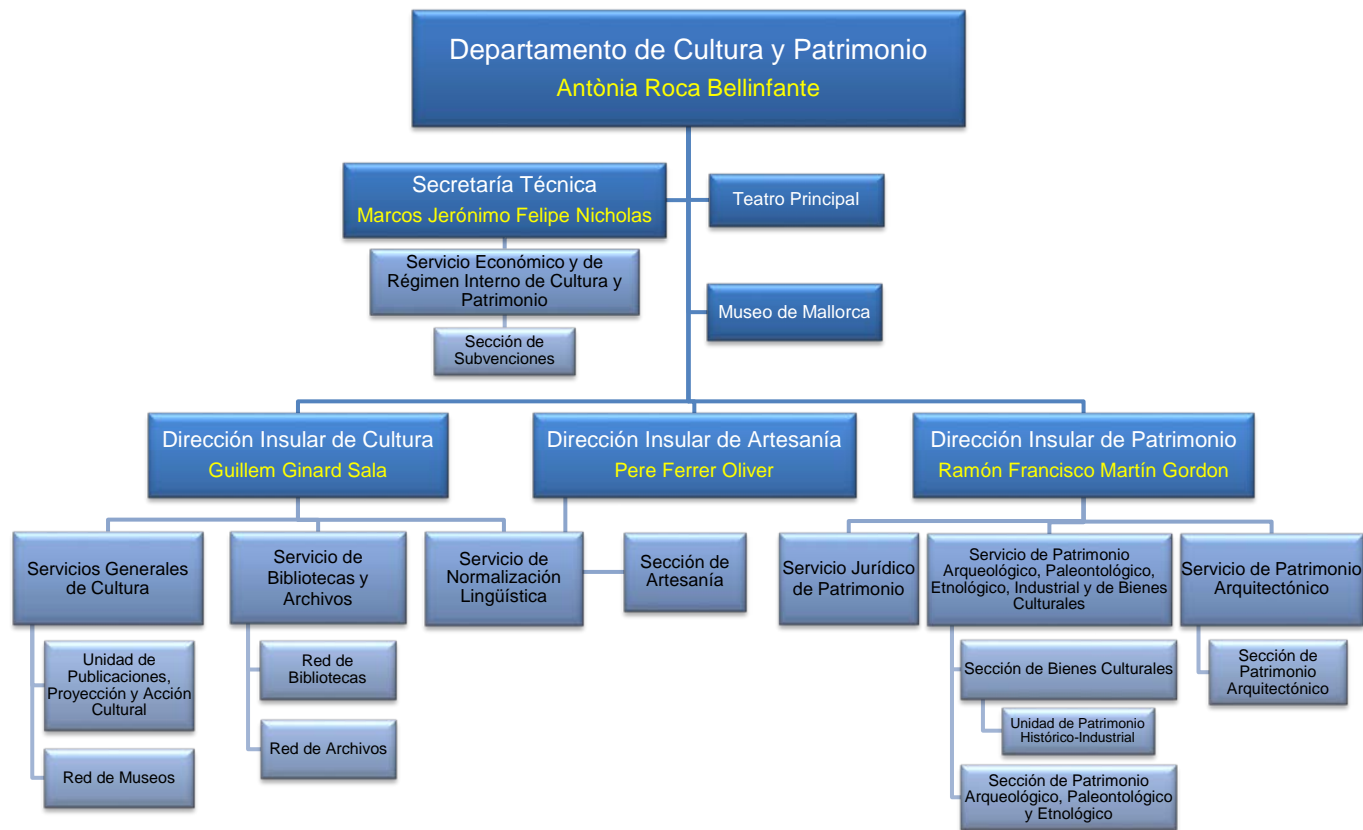 Departamento de Cultura y Patrimonio
Antònia Roca Bellinfante
Secretaría Técnica
Marcos Jerónimo Felipe Nicholas
Teatro Principal
Servicio Económico y de
Régimen Interno de Cultura y
Patrimonio
Museo de Mallorca
Sección de
Subvenciones
Dirección Insular de Cultura
Guillem Ginard Sala
Dirección Insular de Artesanía
Pere Ferrer Oliver
Dirección Insular de Patrimonio
Ramón Francisco Martín Gordon
Servicios Generales
de Cultura
Servicio de
Bibliotecas y
Archivos
Servicio de
Normalización
Lingüística
Sección de
Artesanía
Servicio Jurídico
de Patrimonio
Servicio de Patrimonio
Arqueológico, Paleontológico,
Etnológico, Industrial y de Bienes
Culturales
Servicio de Patrimonio
Arquitectónico
Unidad de
Publicaciones,
Proyección y Acción
Cultural
Red de
Bibliotecas
Sección de Bienes Culturales
Sección de
Patrimonio
Arquitectónico
Unidad de Patrimonio
Histórico-Industrial
Red de Museos
Red de Archivos
Sección de Patrimonio
Arqueológico, Paleontológico
y Etnológico